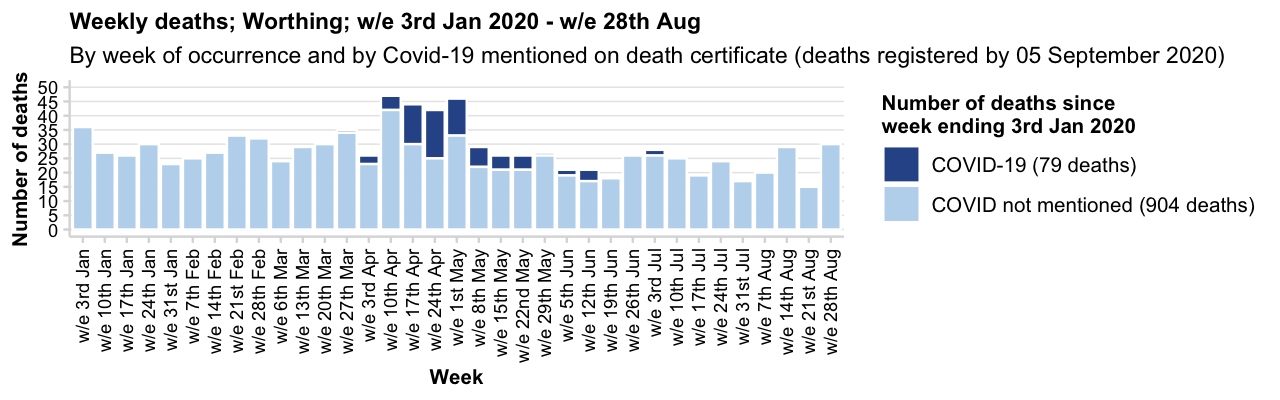 Weekly deaths; Worthing; w/e 3rd Jan 2020 - w/e 28th Aug
By week of occurrence and by Covid-19 mentioned on death certificate (deaths registered by 05 September 2020)
Number of deaths
50
45
40
35
30
25
20
15
10
5
0
w/e 3rd Jan
w/e 10th Jan
w/e 17th Jan
w/e 24th Jan
w/e 31st Jan
w/e 7th Feb
w/e 14th Feb
w/e 21st Feb
w/e 28th Feb
w/e 6th Mar
w/e 13th Mar
w/e 20th Mar
w/e 27th Mar
w/e 3rd Apr
w/e 10th Apr
w/e 17th Apr
w/e 24th Apr
w/e 1st May
w/e 8th May
w/e 15th May
w/e 22nd May
w/e 29th May
w/e 5th Jun
w/e 12th Jun
w/e 19th Jun
w/e 26th Jun
w/e 3rd Jul
w/e 10th Jul
w/e 17th Jul
w/e 24th Jul
w/e 31st Jul
w/e 7th Aug
w/e 14th Aug
w/e 21st Aug
w/e 28th Aug
Week
Number of deaths since
week ending 3rd Jan 2020
COVID-19 (79 deaths)
COVID not mentioned (904 deaths)